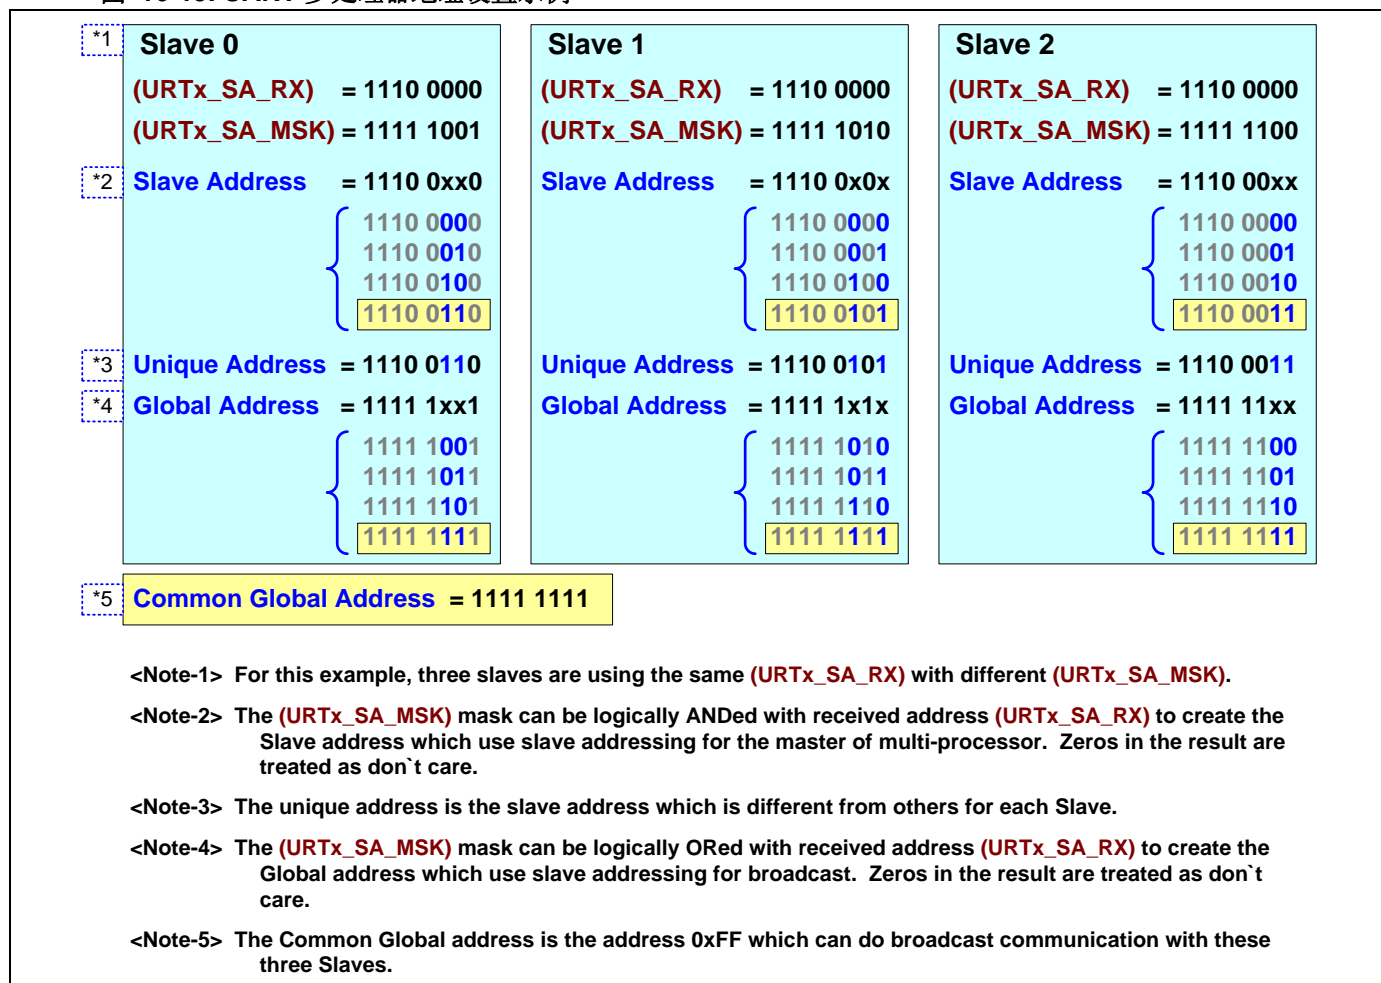 *1
Slave 0
(URTx_SA_RX) = 1110 0000
(URTx_SA_MSK) = 1111 1001
*2
Slave Address = 1110 0xx0
1110 0000
1110 0010
1110 0100
1110 0110
*3
Unique Address = 1110 0110
*4
Global Address = 1111 1xx1
1111 1001
1111 1011
1111 1101
1111 1111
Slave 1
(URTx_SA_RX) = 1110 0000
(URTx_SA_MSK) = 1111 1010
Slave Address = 1110 0x0x
1110 0000
1110 0001
1110 0100
1110 0101
Unique Address = 1110 0101
Global Address = 1111 1x1x
1111 1010
1111 1011
1111 1110
1111 1111
Slave 2
(URTx_SA_RX) = 1110 0000
(URTx_SA_MSK) = 1111 1100
Slave Address = 1110 00xx
1110 0000
1110 0001
1110 0010
1110 0011
Unique Address = 1110 0011
Global Address = 1111 11xx
1111 1100
1111 1101
1111 1110
1111 1111
*5
Common Global Address = 1111 1111
<Note-1> For this example, three slaves are using the same (URTx_SA_RX) with different (URTx_SA_MSK).
<Note-2> The (URTx_SA_MSK) mask can be logically ANDed with received address (URTx_SA_RX) to create the
Slave address which use slave addressing for the master of multi-processor. Zeros in the result are
treated as don`t care.
<Note-3> The unique address is the slave address which is different from others for each Slave.
<Note-4> The (URTx_SA_MSK) mask can be logically ORed with received address (URTx_SA_RX) to create the
Global address which use slave addressing for broadcast. Zeros in the result are treated as don`t
care.
<Note-5> The Common Global address is the address 0xFF which can do broadcast communication with these
three Slaves.